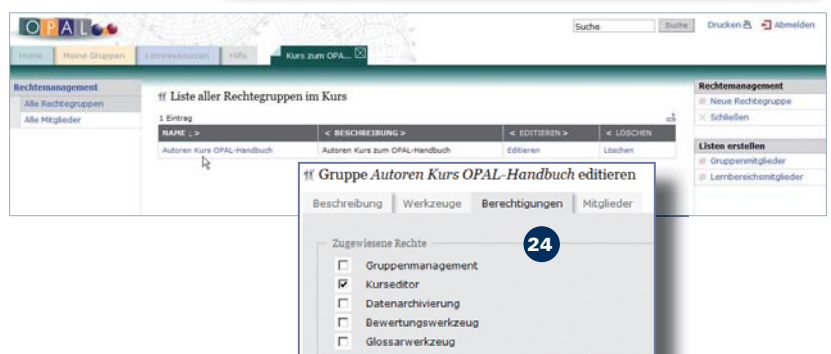 OPAL
Suche Suche Drucken Abmelden
Home Meine Gruppen Lernressourcen Hilfe Kurs zum OPA...
Rechtemanagement
Alle Rechtegruppen
Alle Mitglieder
Liste aller Rechtegruppen im Kurs
1 Eintrag
NAME ↓ > < BESCHREIBUNG > < EDITIEREN > < LÖSCHEN
Autoren Kurs OPAL-Handbuch Autoren Kurs zum OPAL-Handbuch Editieren Löschen
Rechtemanagement
Neue Rechtegruppe
Schließen
Listen erstellen
Gruppenmitglieder
Lernbereichsmitglieder
Gruppe Autoren Kurs OPAL-Handbuch editieren
Beschreibung Werkzeuge Berechtigungen Mitglieder
Zugewiesene Rechte
24
Gruppenmanagement
Kurseditor
Datenarchivierung
Bewertungswerkzeug
Glossarwerkzeug